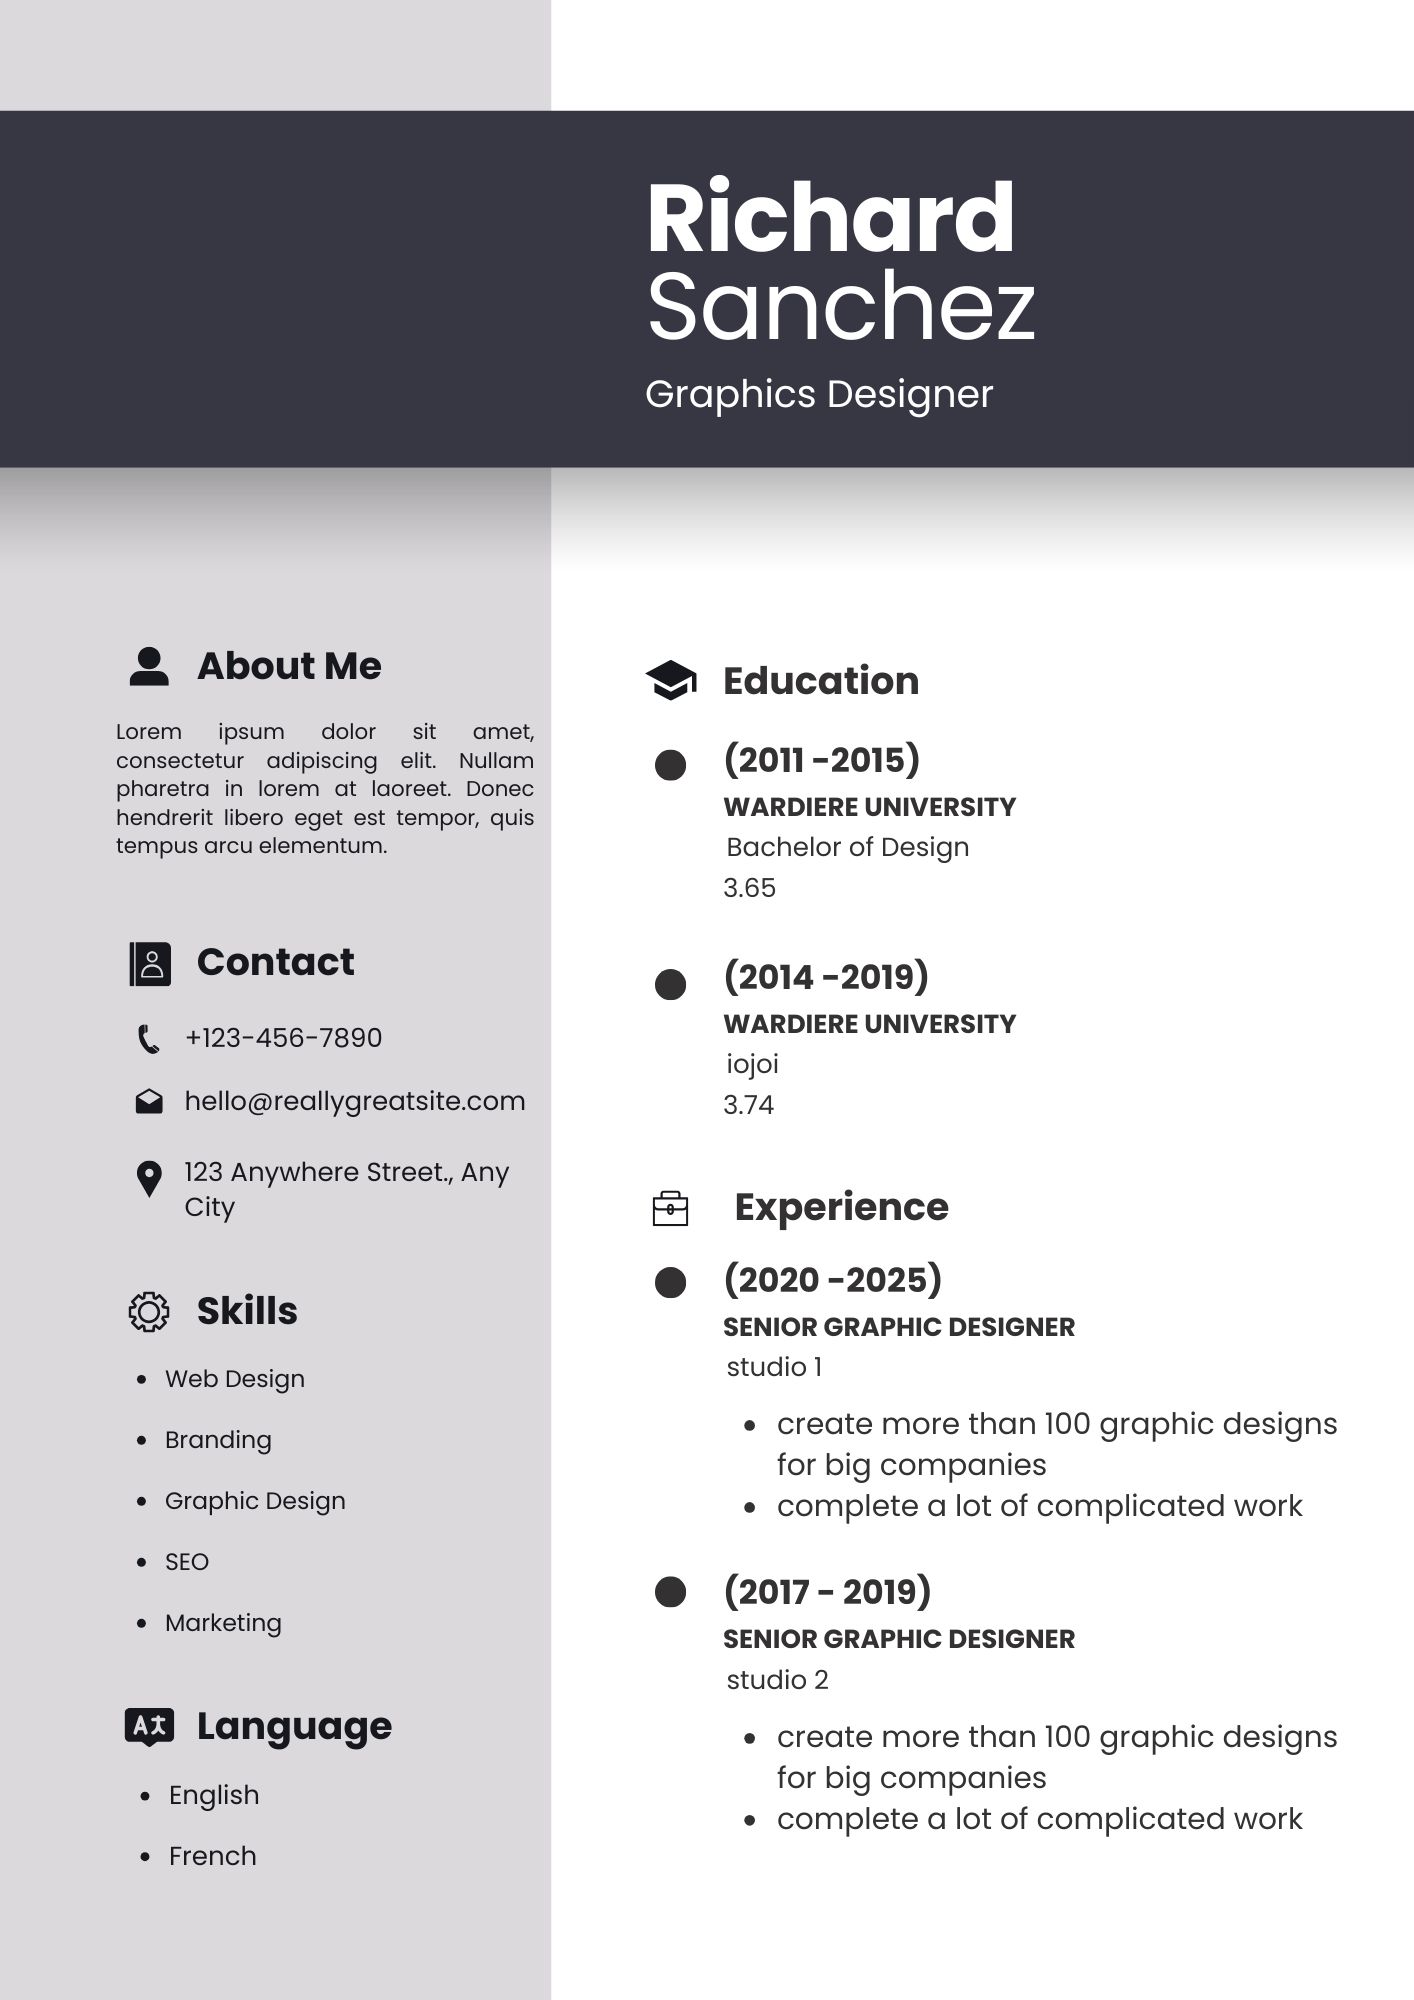 Richard
Sanchez
Graphics Designer
About Me
Lorem ipsum dolor sit amet,
consectetur adipiscing elit. Nullam
pharetra in lorem at laoreet. Donec
hendrerit libero eget est tempor, quis
tempus arcu elementum.
Contact
+123-456-7890
hello@reallygreatsite.com
123 Anywhere Street., Any
City
Skills
• Web Design
• Branding
• Graphic Design
• SEO
• Marketing
Language
• English
• French
Education
(2011 -2015)
WARDIERE UNIVERSITY
Bachelor of Design
3.65
(2014 -2019)
WARDIERE UNIVERSITY
iojoi
3.74
Experience
(2020 -2025)
SENIOR GRAPHIC DESIGNER
studio 1
• create more than 100 graphic designs
for big companies
• complete a lot of complicated work
(2017 - 2019)
SENIOR GRAPHIC DESIGNER
studio 2
• create more than 100 graphic designs
for big companies
• complete a lot of complicated work